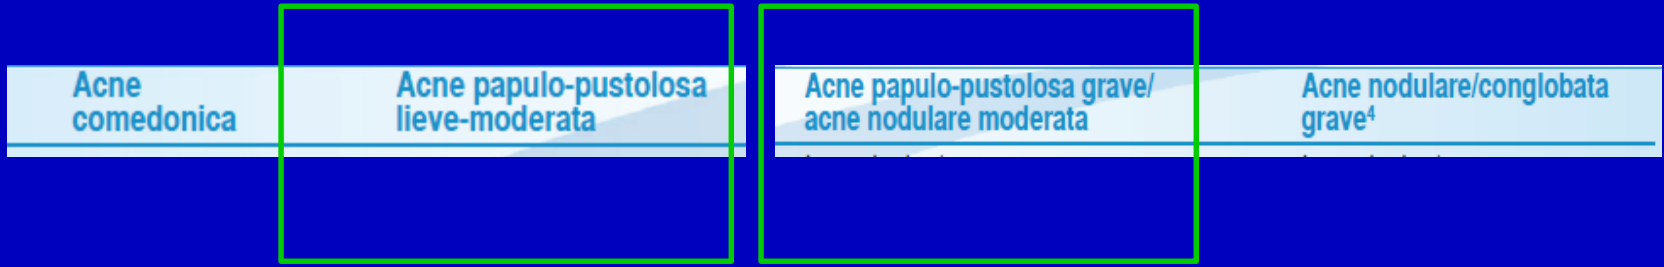 Acne
comedonica
Acne papulo-pustolosa
lieve-moderata
Acne papulo-pustolosa grave/
acne nodulare moderata
Acne nodulare/conglobata
grave⁴